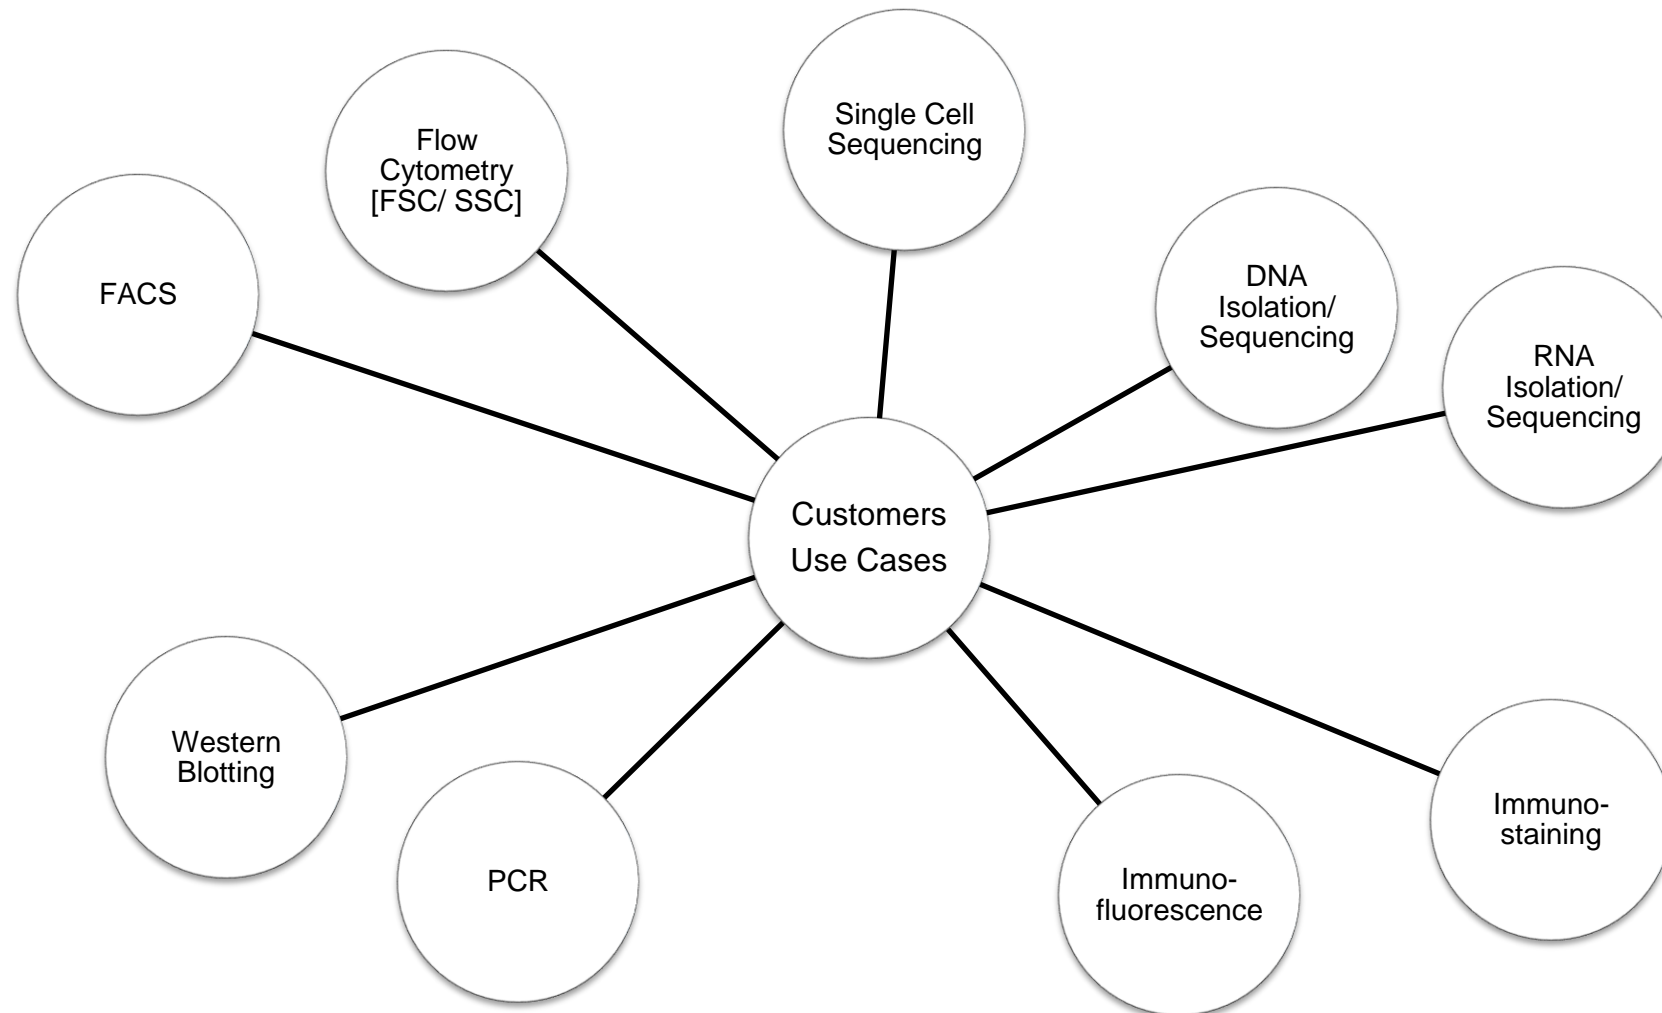 Single Cell
Sequencing
Flow
Cytometry
[FSC/ SSC]
FACS
DNA
Isolation/
Sequencing
RNA
Isolation/
Sequencing
Customers
Use Cases
Western
Blotting
PCR
Immuno-
fluorescence
Immuno-
staining